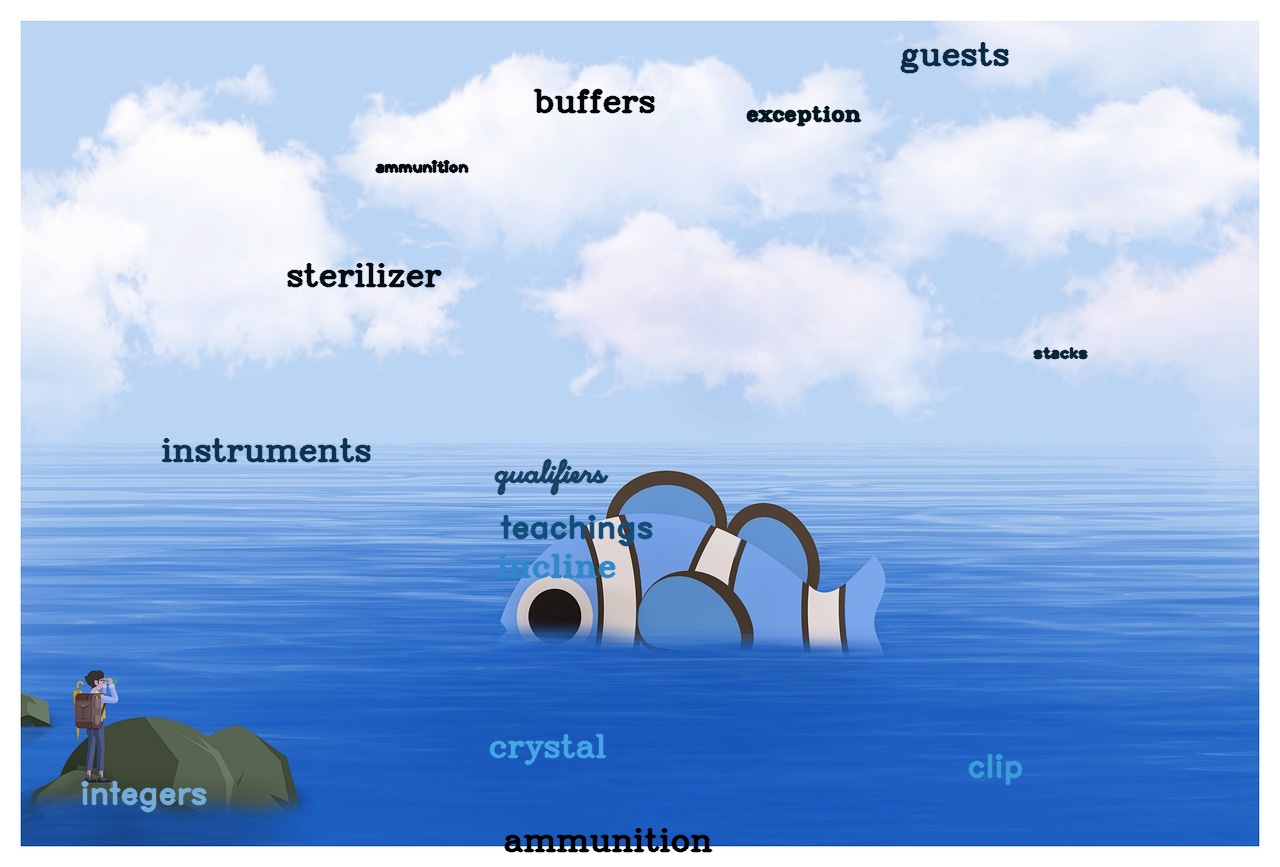 guests
buffers
exception
ammunition
sterilizer
stacks
instruments
qualifiers
teachings
incline
crystal
clip
integers
ammunition